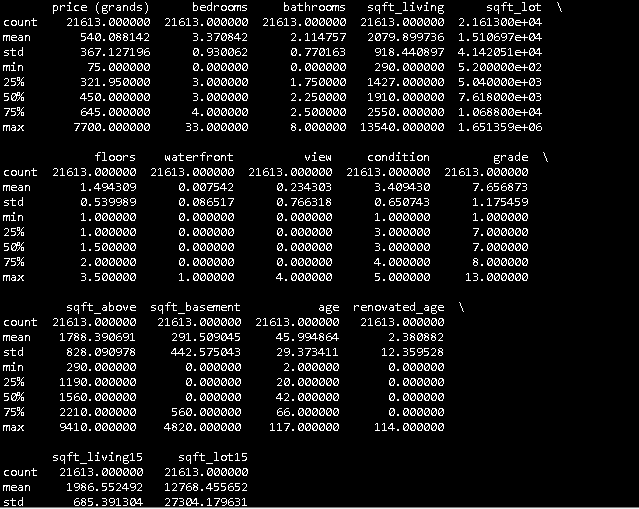 price (grands) bedrooms bathrooms sqft_living sqft_lot \
count 21613.000000 21613.000000 21613.000000 21613.000000 2.161300e+04
mean 540.088142 3.370842 2.114757 2079.899736 1.510697e+04
std 367.127196 0.930062 0.770163 918.440897 4.142051e+04
min 75.000000 0.000000 0.000000 290.000000 5.200000e+02
25% 321.950000 3.000000 1.750000 1427.000000 5.040000e+03
50% 450.000000 3.000000 2.250000 1910.000000 7.618000e+03
75% 645.000000 4.000000 2.500000 2550.000000 1.068800e+04
max 7700.000000 33.000000 8.000000 13540.000000 1.651359e+06
floors waterfront view condition grade \
count 21613.000000 21613.000000 21613.000000 21613.000000 21613.000000
mean 1.494309 0.007542 0.234303 3.409430 7.656873
std 0.539989 0.086517 0.766318 0.650743 1.175459
min 1.000000 0.000000 0.000000 1.000000 1.000000
25% 1.000000 0.000000 0.000000 3.000000 7.000000
50% 1.500000 0.000000 0.000000 3.000000 7.000000
75% 2.000000 0.000000 0.000000 4.000000 8.000000
max 3.500000 1.000000 4.000000 5.000000 13.000000
sqft_above sqft_basement age renovated_age \
count 21613.000000 21613.000000 21613.000000 21613.000000
mean 1788.390691 291.509045 45.994864 2.380882
std 828.090978 442.575043 29.373411 12.359528
min 290.000000 0.000000 2.000000 0.000000
25% 1190.000000 0.000000 20.000000 0.000000
50% 1560.000000 0.000000 42.000000 0.000000
75% 2210.000000 560.000000 66.000000 0.000000
max 9410.000000 4820.000000 117.000000 114.000000
sqft_living15 sqft_lot15
count 21613.000000 21613.000000
mean 1986.552492 12768.455652
std 685.391304 27304.179631